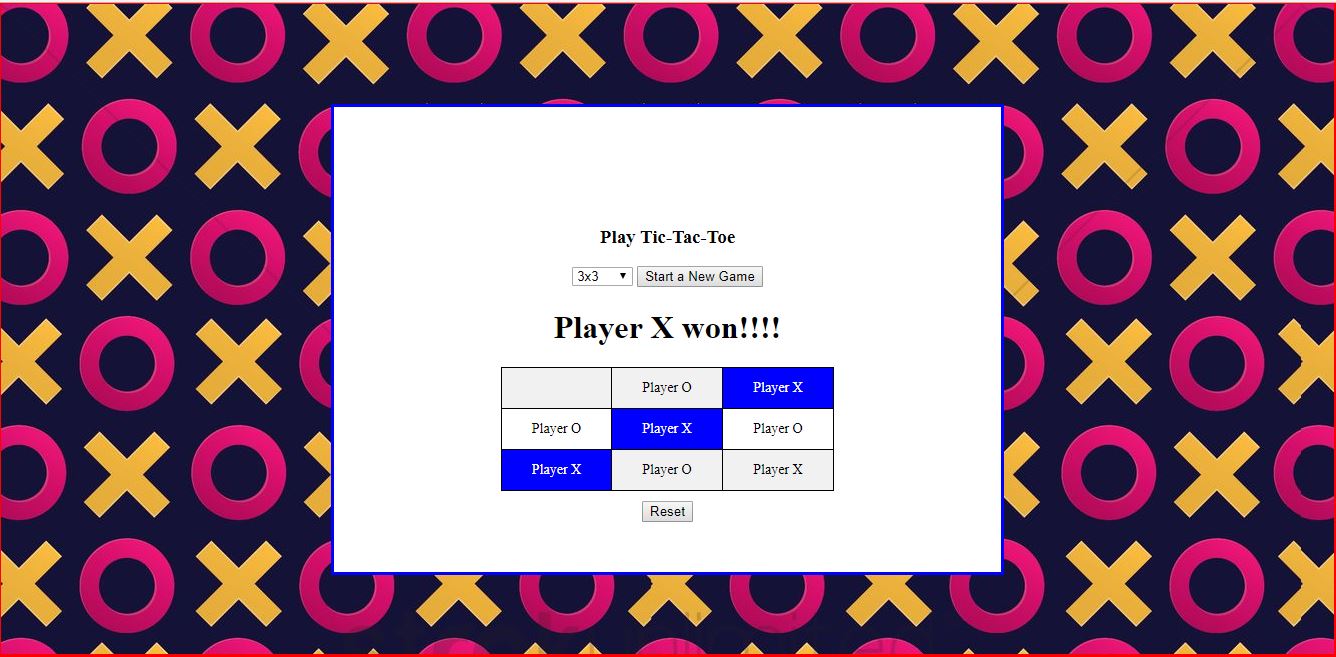 Play Tic-Tac-Toe
3x3 Start a New Game
Player X won!!!!
Player O Player X
Player O Player X Player O
Player X Player O Player X
Reset